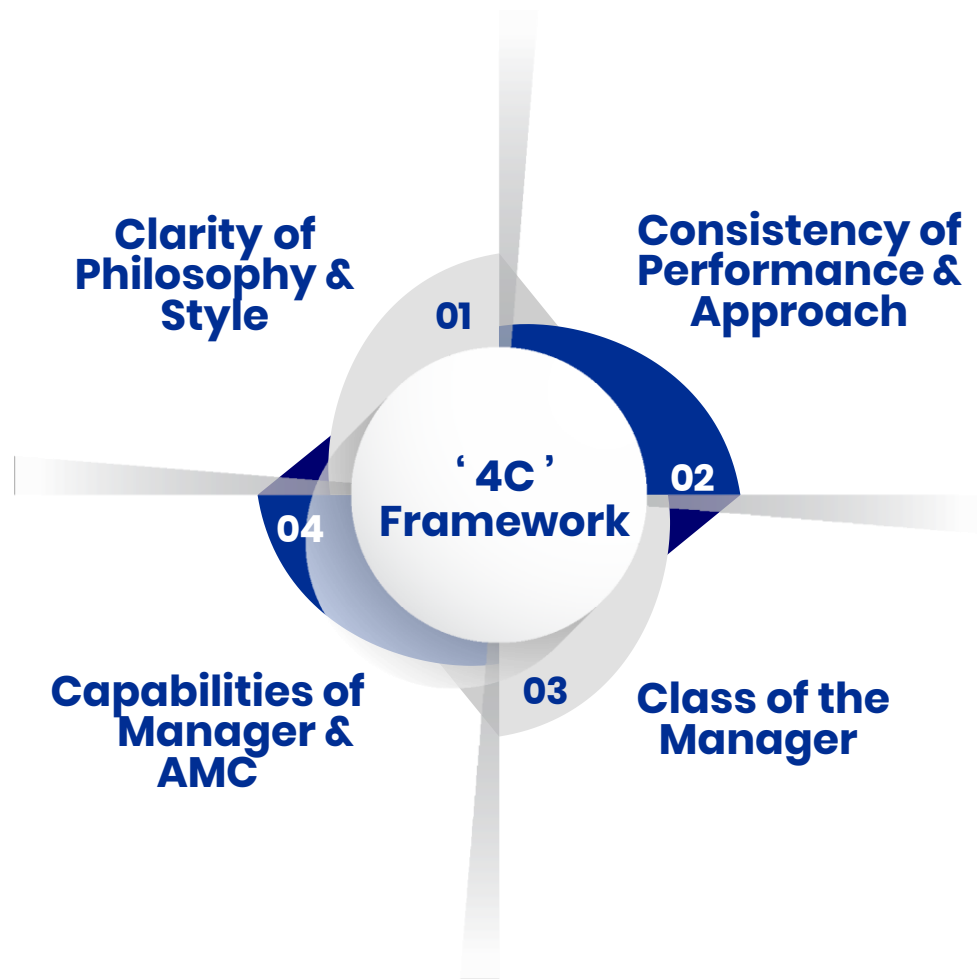 Clarity of
Philosophy &
Style
01
Consistency of
Performance &
Approach
02
‘ 4C ’
Framework
04
Capabilities of
Manager &
AMC
03
Class of the
Manager